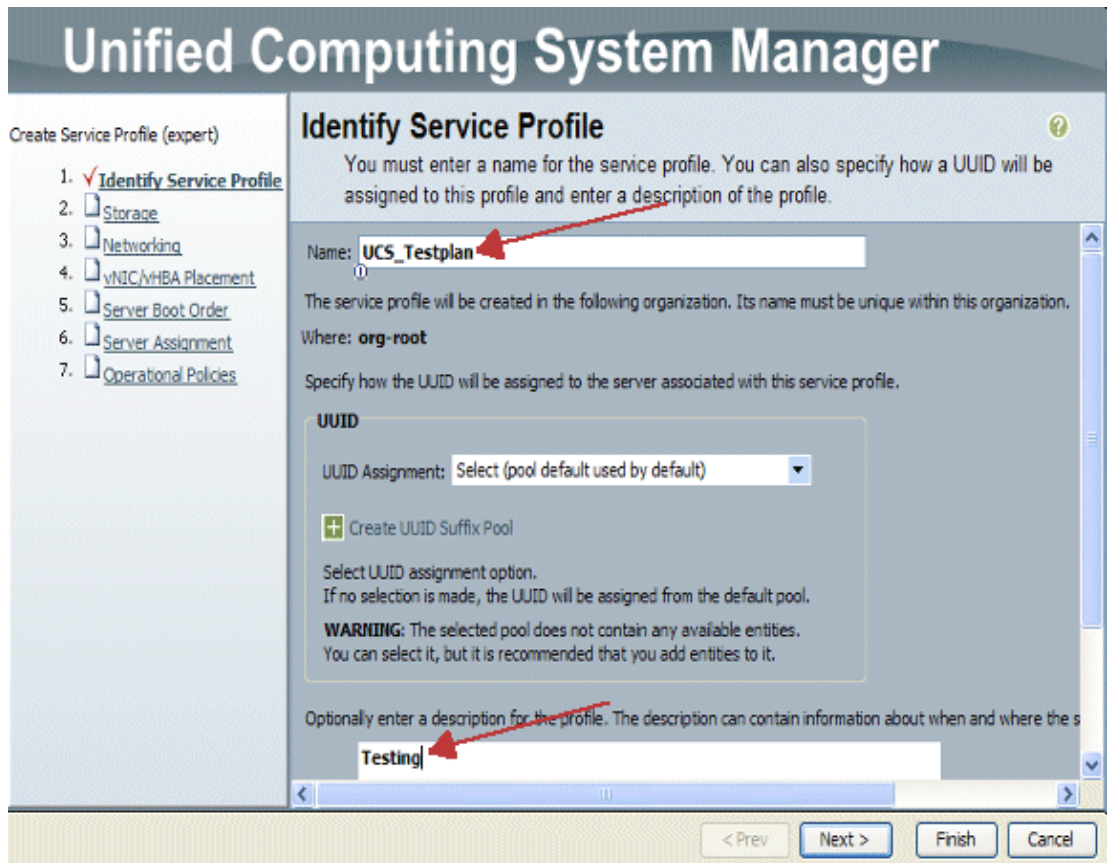 Unified Computing System Manager
Create Service Profile (expert)
1. Identify Service Profile
2. Storage
3. Networking
4. vNIC/vHBA Placement
5. Server Boot Order
6. Server Assignment
7. Operational Policies
Identify Service Profile
You must enter a name for the service profile. You can also specify how a UUID will be
assigned to this profile and enter a description of the profile.
Name: UCS_Testplan
The service profile will be created in the following organization. Its name must be unique within this organization.
Where: org-root
Specify how the UUID will be assigned to the server associated with this service profile.
UUID
UUID Assignment: Select (pool default used by default)
Create UUID Suffix Pool
Select UUID assignment option.
If no selection is made, the UUID will be assigned from the default pool.
WARNING: The selected pool does not contain any available entities.
You can select it, but it is recommended that you add entities to it.
Optionally enter a description for the profile. The description can contain information about when and where the s
Testing
< Prev Next > Finish Cancel